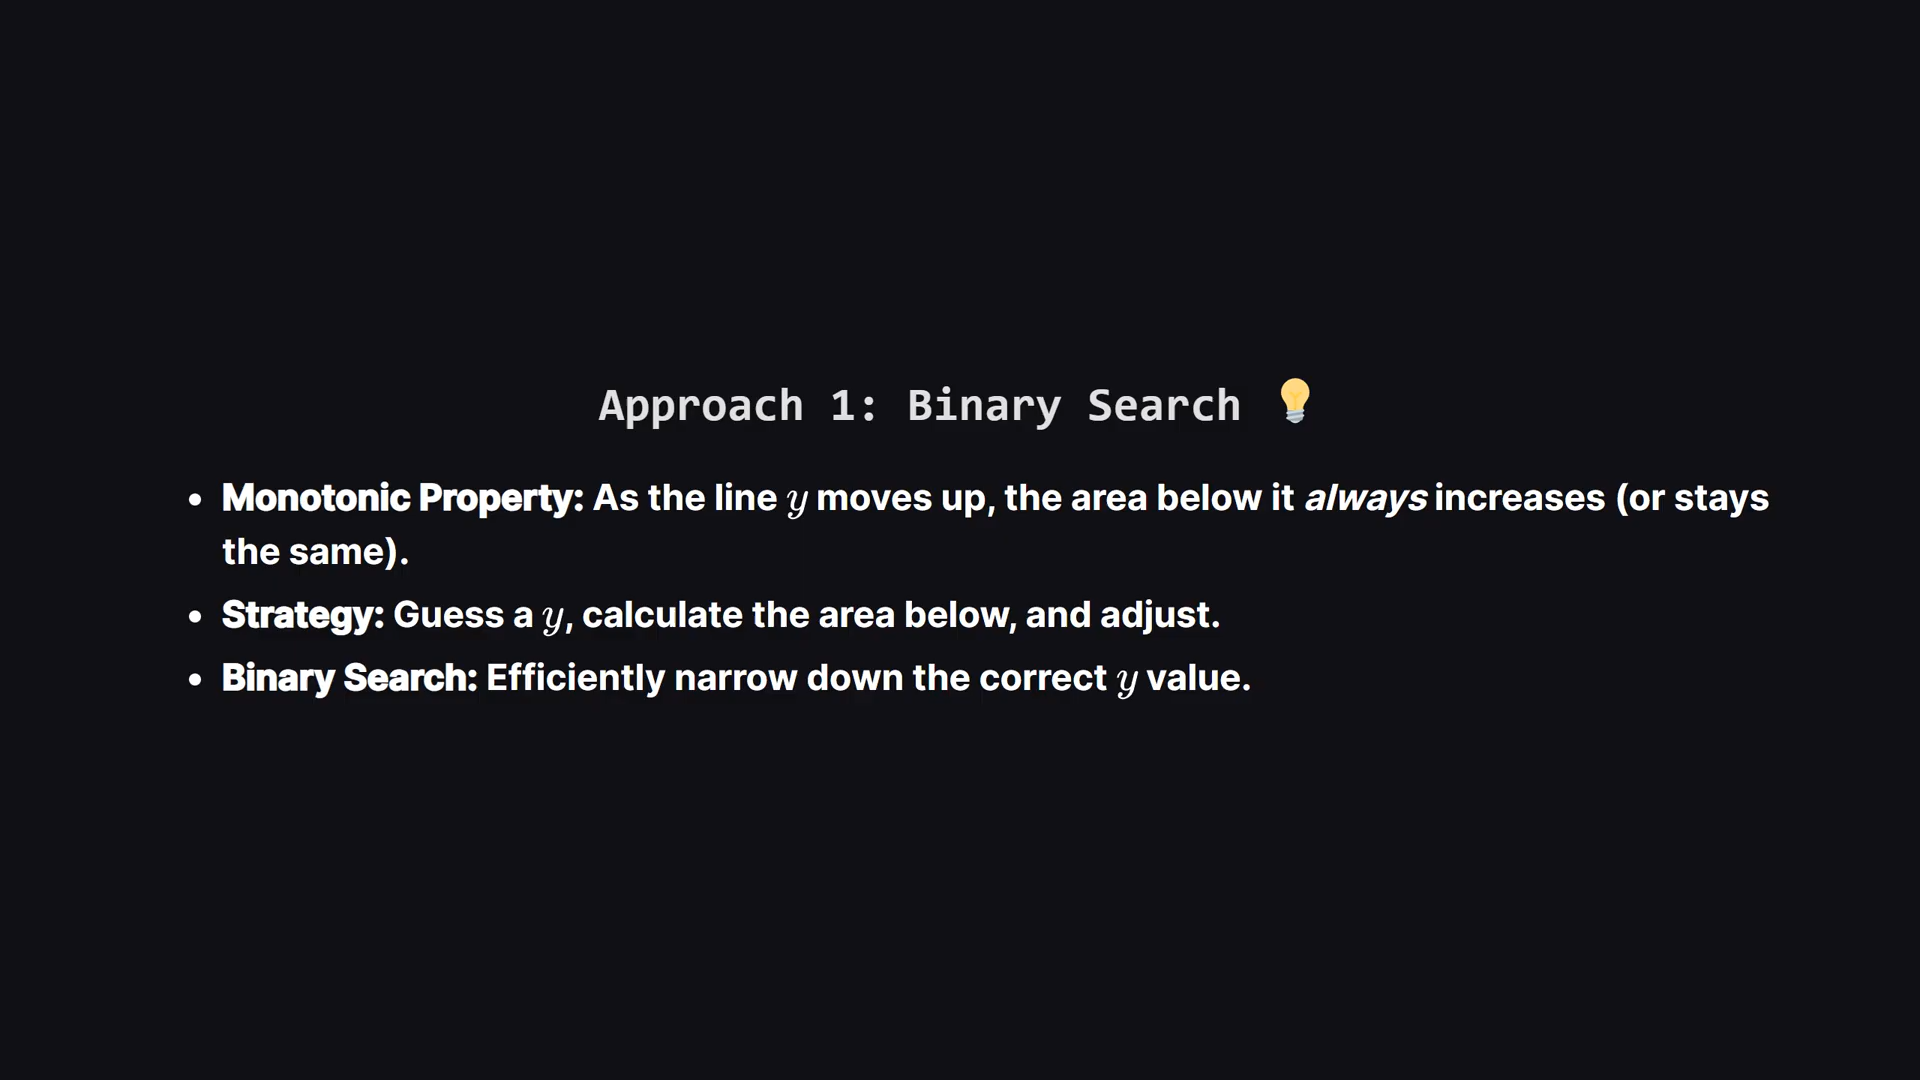 Approach 1: Binary Search 💡
• Monotonic Property: As the line y moves up, the area below it always increases (or stays
the same).
• Strategy: Guess a y, calculate the area below, and adjust.
• Binary Search: Efficiently narrow down the correct y value.